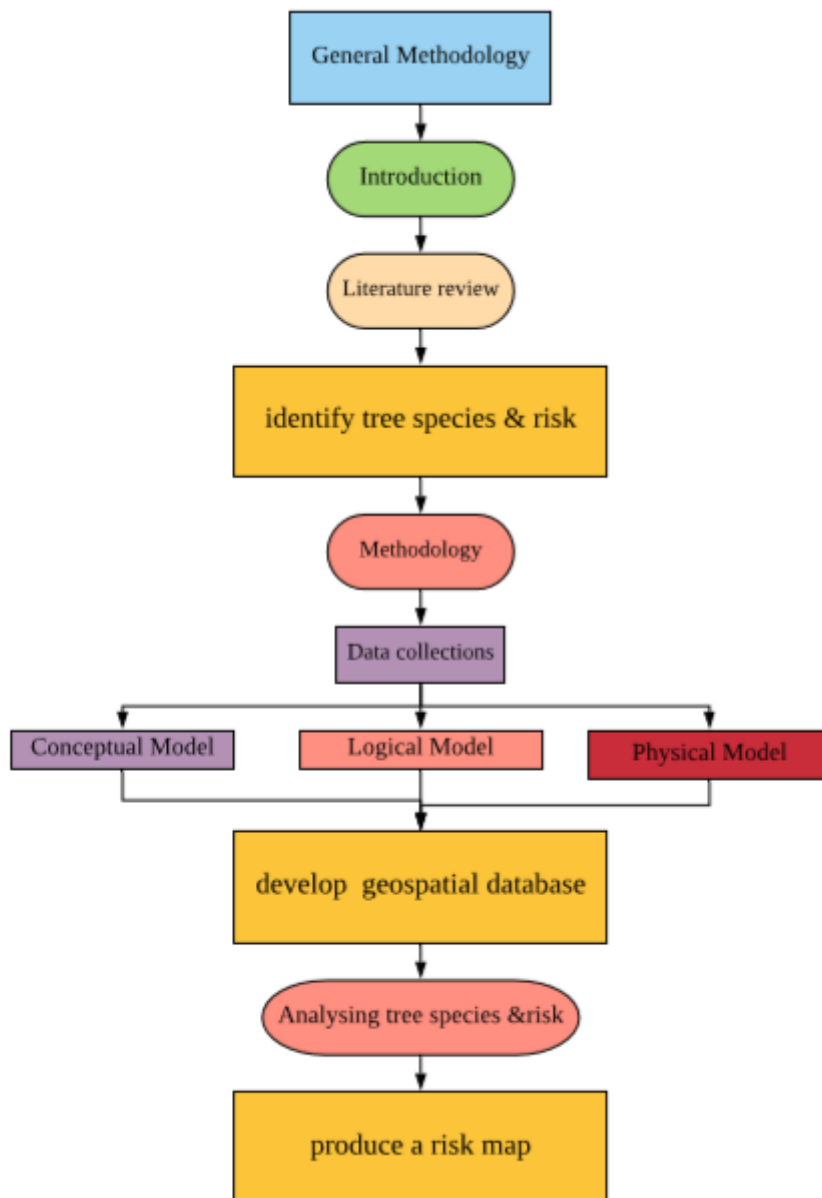 General Methodology
Introduction
Literature review
identify tree species & risk
Methodology
Data collections
Conceptual Model
Logical Model
Physical Model
develop geospatial database
Analysing tree species &risk
produce a risk map